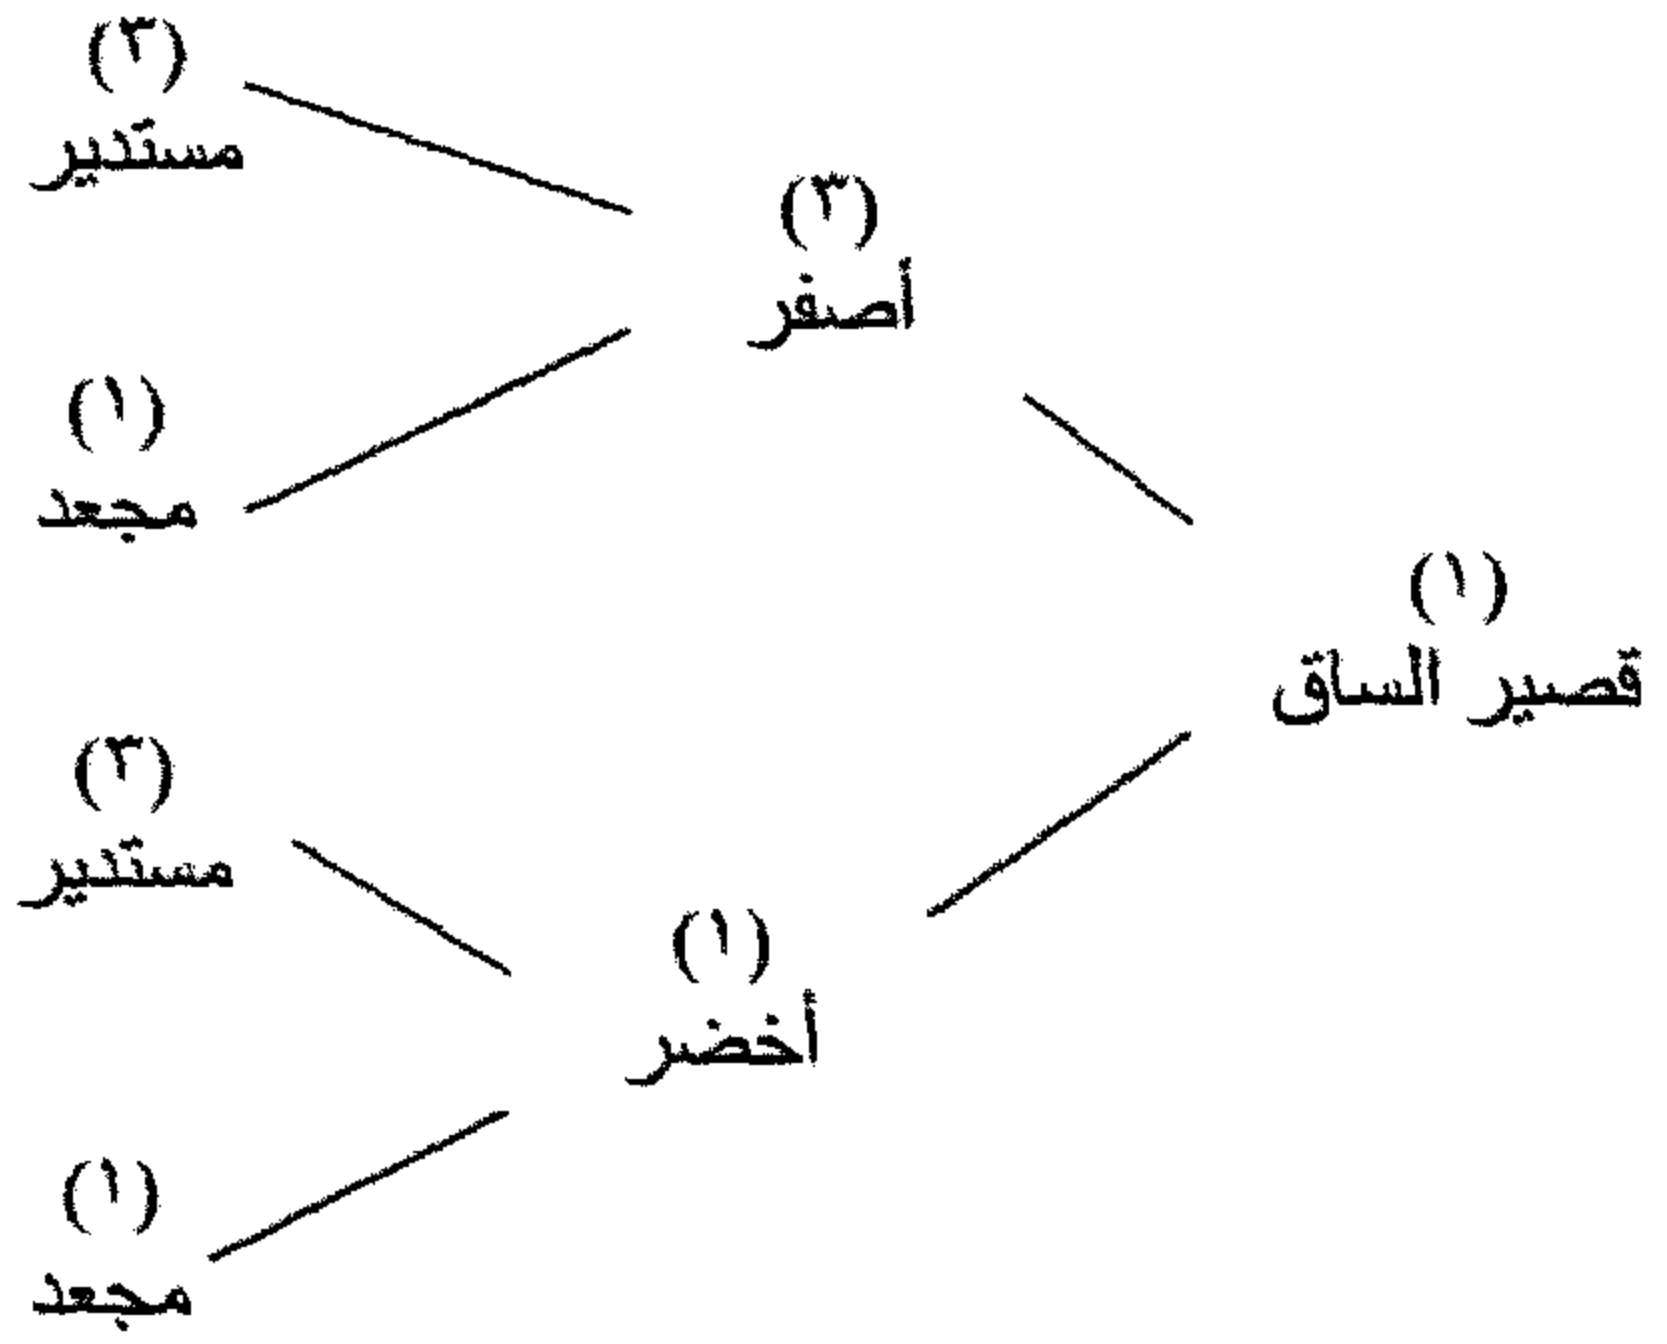 (٣)
مستدير
(٣)
أصفر
(١)
مجعد
(١)
قصير الساق
(٣)
مستدير
(١)
أخضر
(١)
مجعد